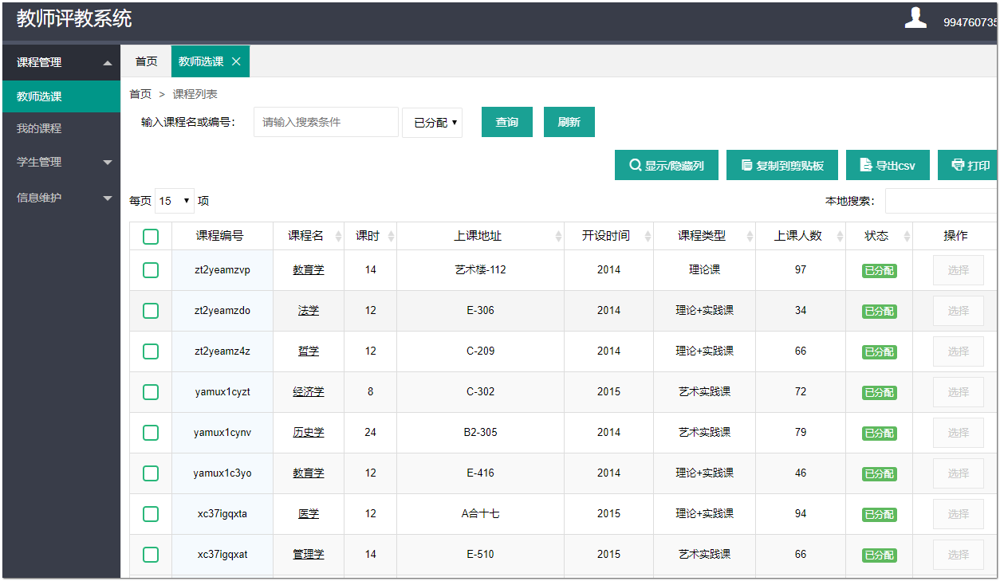 教师评教系统
994760735
课程管理
教师选课
我的课程
学生管理
信息维护
首页 教师选课
首页 > 课程列表
输入课程名或编号： 请输入搜索条件 已分配 查询 刷新
显示/隐藏列 复制到剪贴板 导出csv 打印
每页 15 项 本地搜索：
课程编号 课程名 课时 上课地址 开设时间 课程类型 上课人数 状态 操作
zt2yeamzvp 教育学 14 艺术楼-112 2014 理论课 97 已分配 选择
zt2yeamzdo 法学 12 E-306 2014 理论+实践课 34 已分配 选择
zt2yeamz4z 哲学 12 C-209 2014 理论+实践课 66 已分配 选择
yamux1cyzt 经济学 8 C-302 2015 艺术实践课 72 已分配 选择
yamux1cynv 历史学 24 B2-305 2014 艺术实践课 79 已分配 选择
yamux1c3yo 教育学 12 E-416 2014 理论+实践课 46 已分配 选择
xc37igqxta 医学 12 A合十七 2015 理论+实践课 94 已分配 选择
xc37igqxat 管理学 14 E-510 2015 艺术实践课 66 已分配 选择